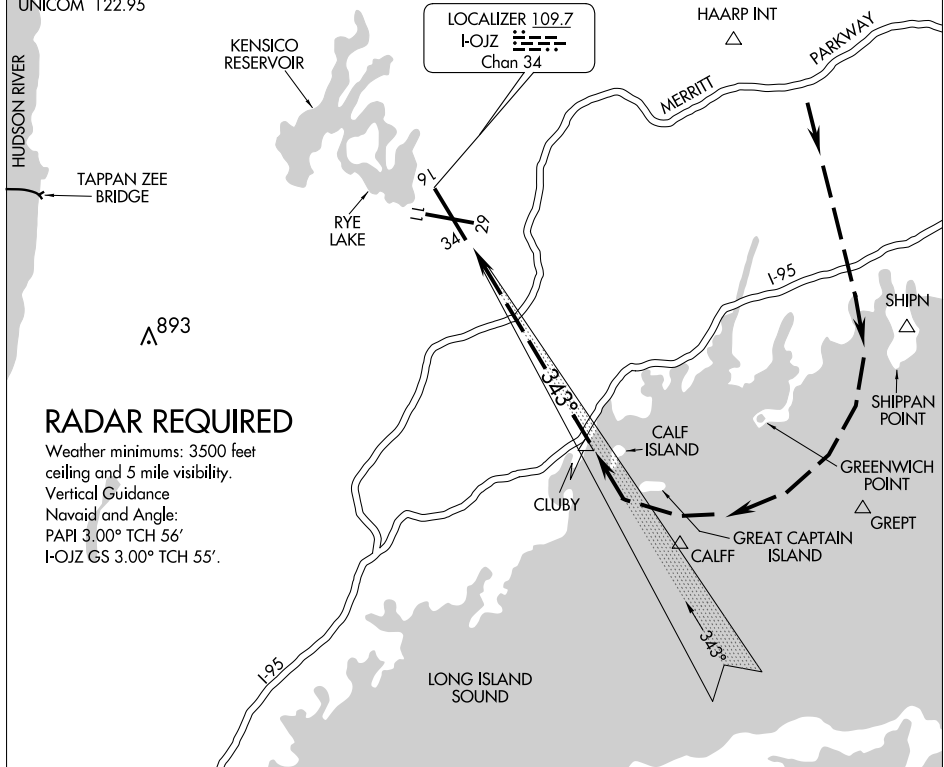 UNICOM 122.95
LOCALIZER 109.7
I-OJZ
Chan 34
HAARP INT
KENSICO
RESERVOIR
HUDSON RIVER
MERRITT
PARKWAY
TAPPAN ZEE
BRIDGE
RYE
LAKE
16
11
29
34
I-95
SHIPN
893
343°
SHIPPAN
POINT
RADAR REQUIRED
Weather minimums: 3500 feet
ceiling and 5 mile visibility.
Vertical Guidance
Navaid and Angle:
PAPI 3.00° TCH 56'
I-OJZ GS 3.00° TCH 55'.
CALF
ISLAND
GREENWICH
POINT
CLUBY
GREPT
GREAT CAPTAIN
ISLAND
CALFF
343°
I-95
LONG ISLAND
SOUND